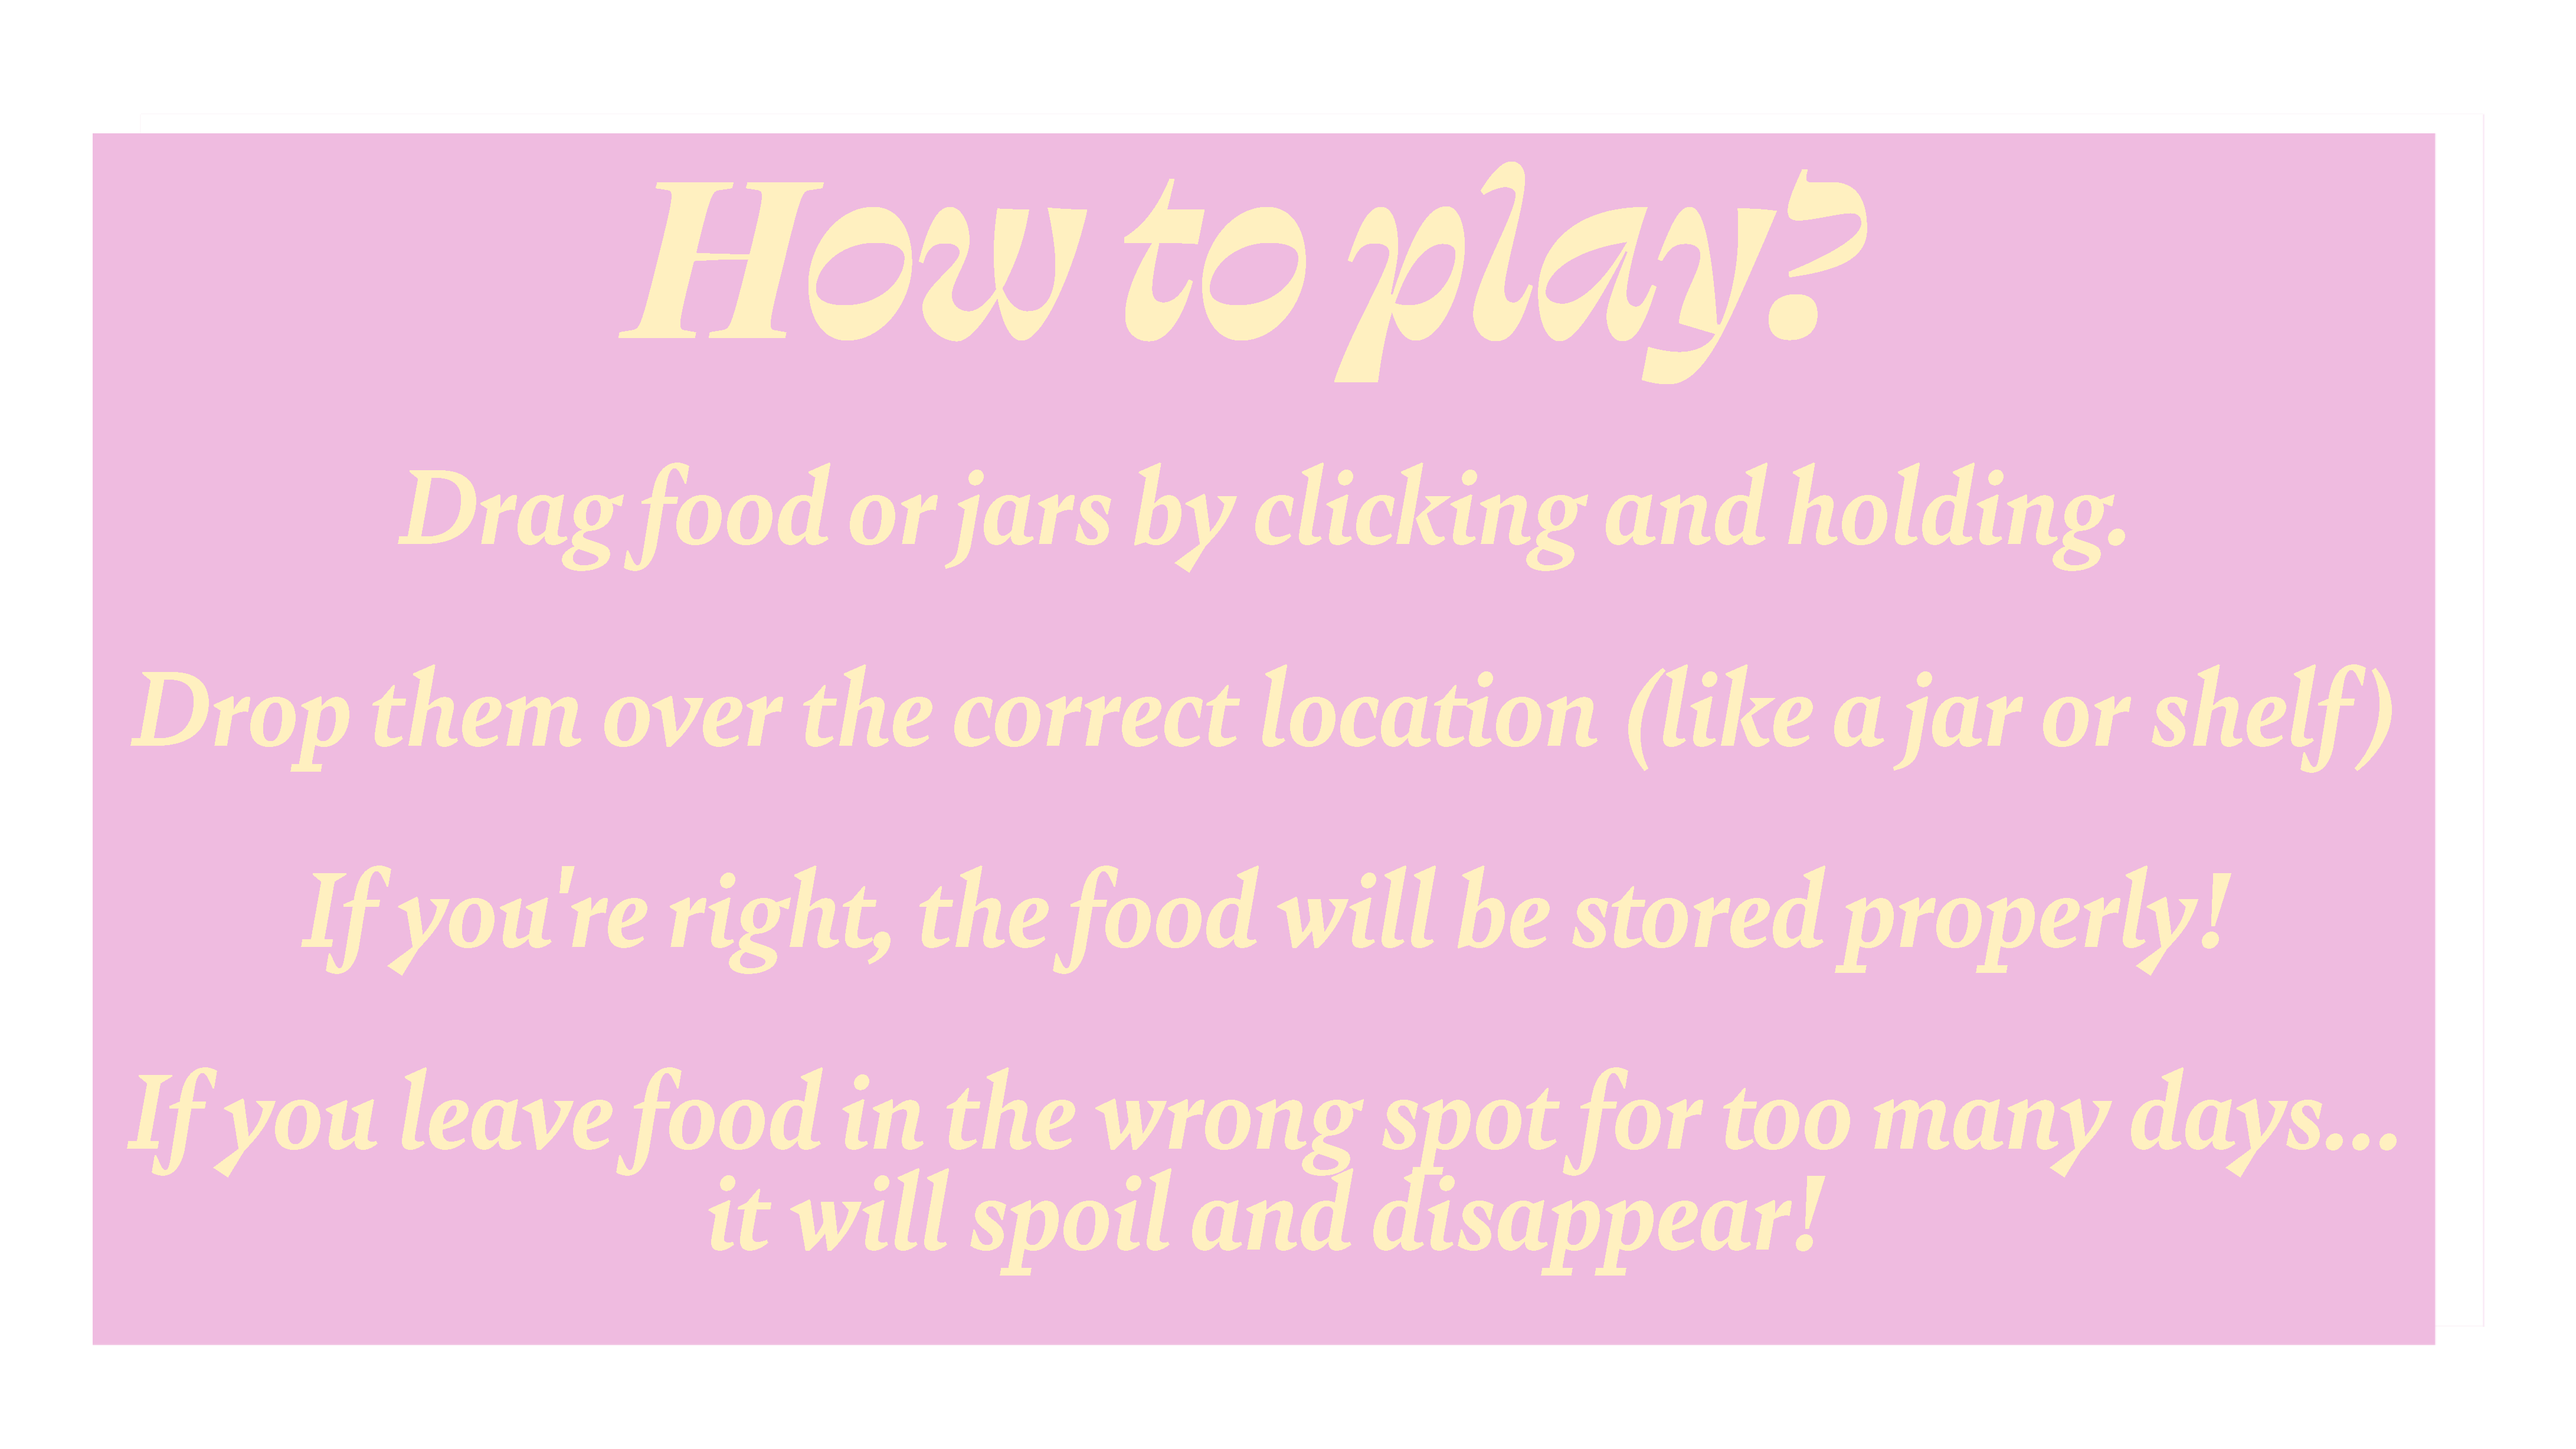 How to play?
Drag food or jars by clicking and holding.
Drop them over the correct location (like a jar or shelf)
If you're right, the food will be stored properly!
If you leave food in the wrong spot for too many days...
it will spoil and disappear!